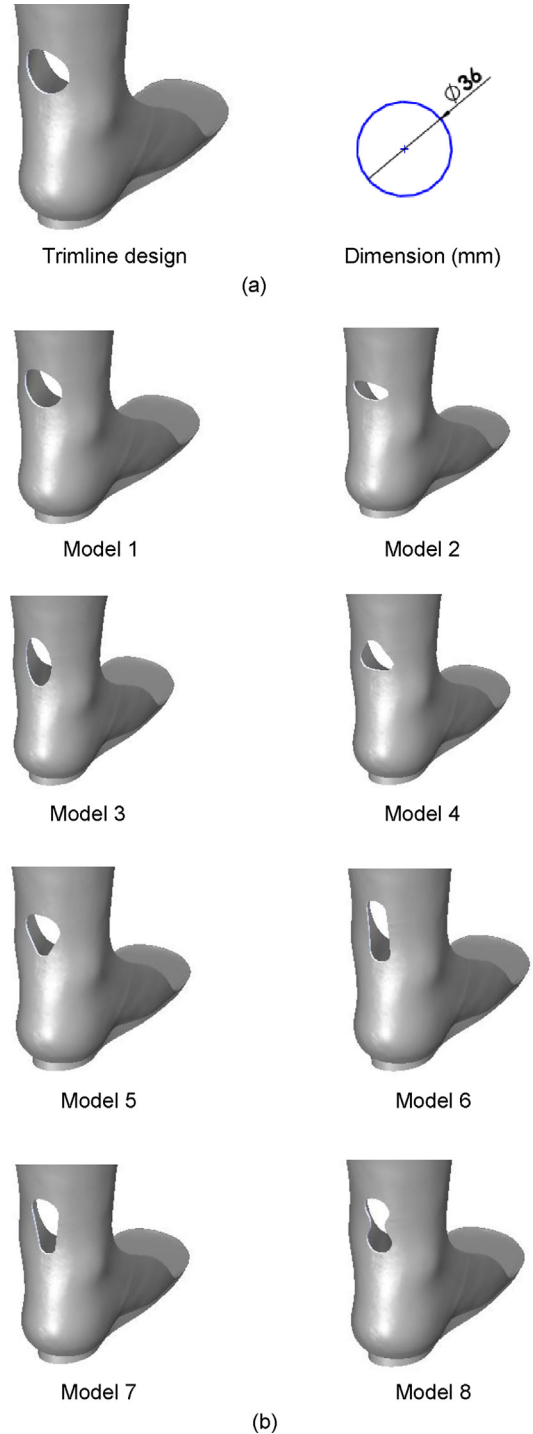 ϕ36
Trimline design
Dimension (mm)
(a)
Model 1
Model 2
Model 3
Model 4
Model 5
Model 6
Model 7
Model 8
(b)